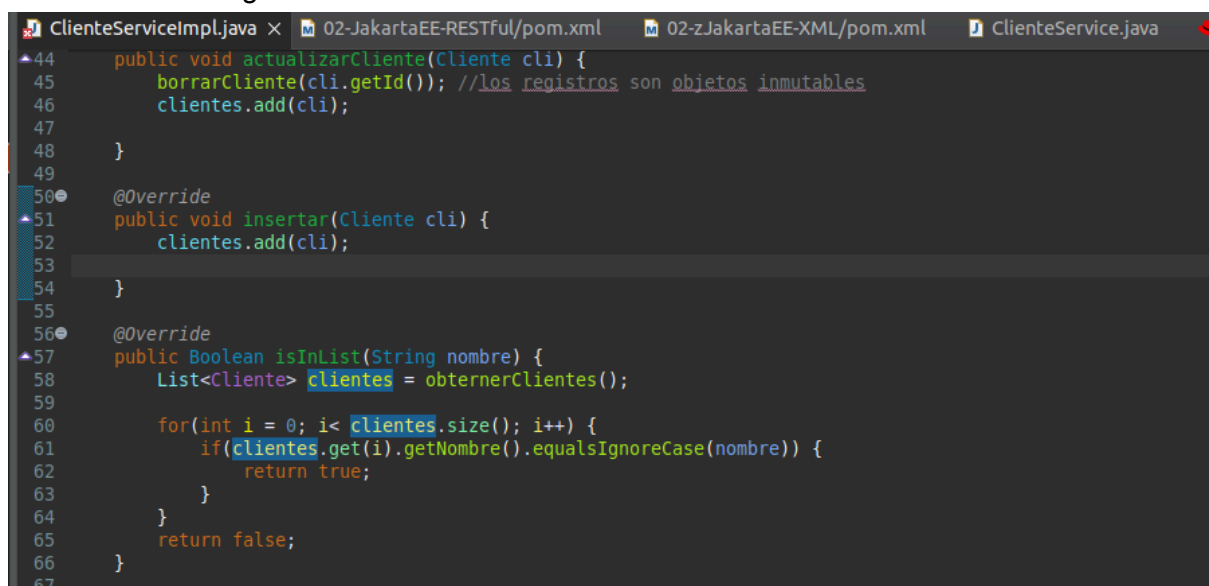 ClienteServiceImpl.java × 02-JakartaEE-RESTful/pom.xml 02-zJakartaEE-XML/pom.xml ClienteService.java
44 public void actualizarCliente(Cliente cli) {
45 borrarCliente(cli.getId()); //los registros son objetos inmutables
46 clientes.add(cli);
47
48 }
49
50 @Override
51 public void insertar(Cliente cli) {
52 clientes.add(cli);
53
54 }
55
56 @Override
57 public Boolean isInList(String nombre) {
58 List<Cliente> clientes = obternerClientes();
59
60 for(int i = 0; i< clientes.size(); i++) {
61 if(clientes.get(i).getNombre().equalsIgnoreCase(nombre)) {
62 return true;
63 }
64 }
65 return false;
66 }
67